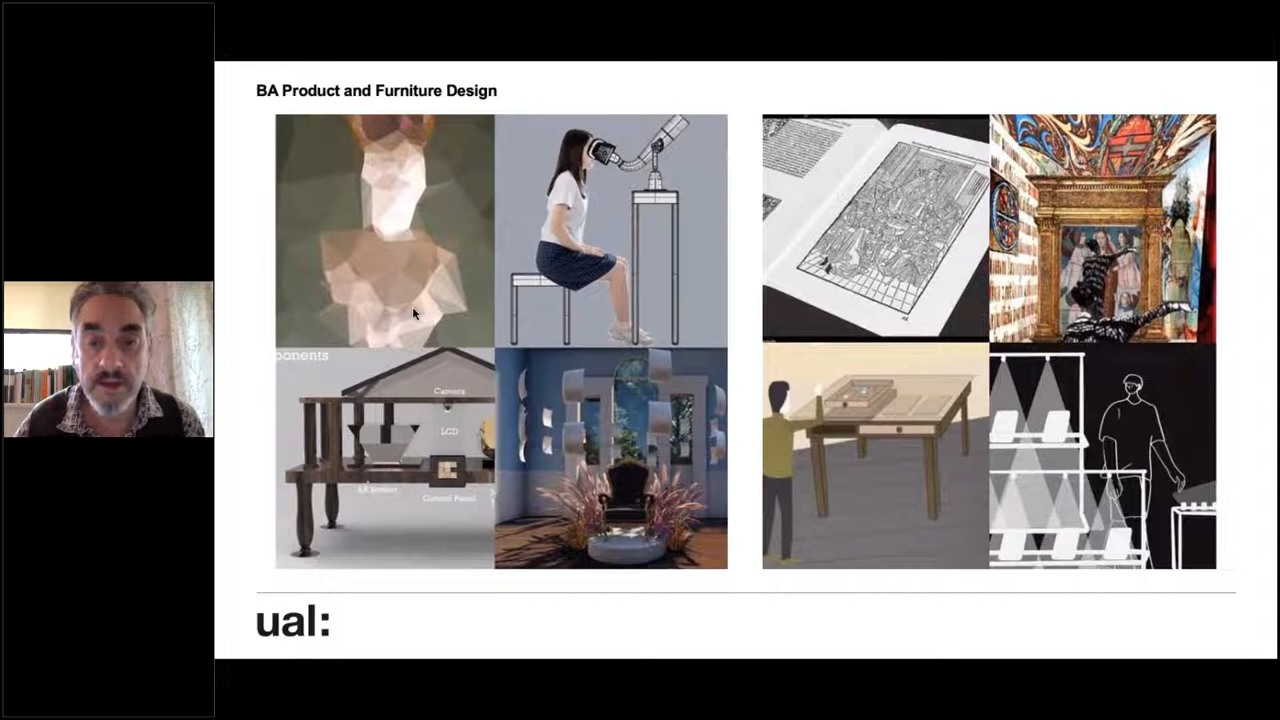 BA Product and Furniture Design
ponents
Camera
LCD
Control Panel
ual: